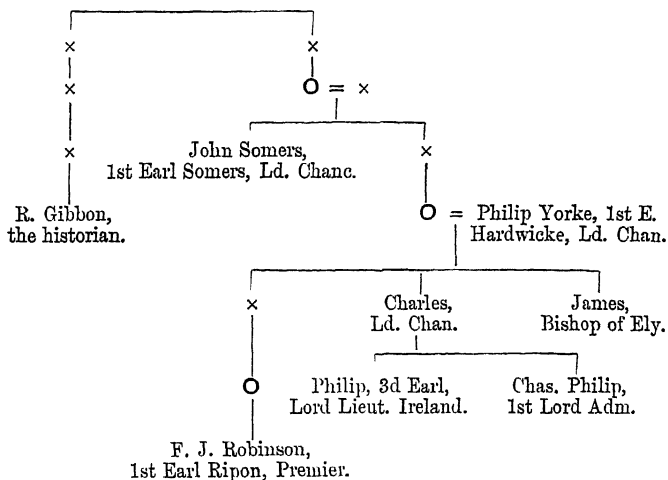 ×
×
×
O = ×
×
John Somers,
1st Earl Somers, Ld. Chanc.
×
R. Gibbon,
the historian.
O = Philip Yorke, 1st E.
Hardwicke, Ld. Chan.
×
Charles,
Ld. Chan.
James,
Bishop of Ely.
O
Philip, 3d Earl,
Lord Lieut. Ireland.
Chas. Philip,
1st Lord Adm.
F. J. Robinson,
1st Earl Ripon, Premier.